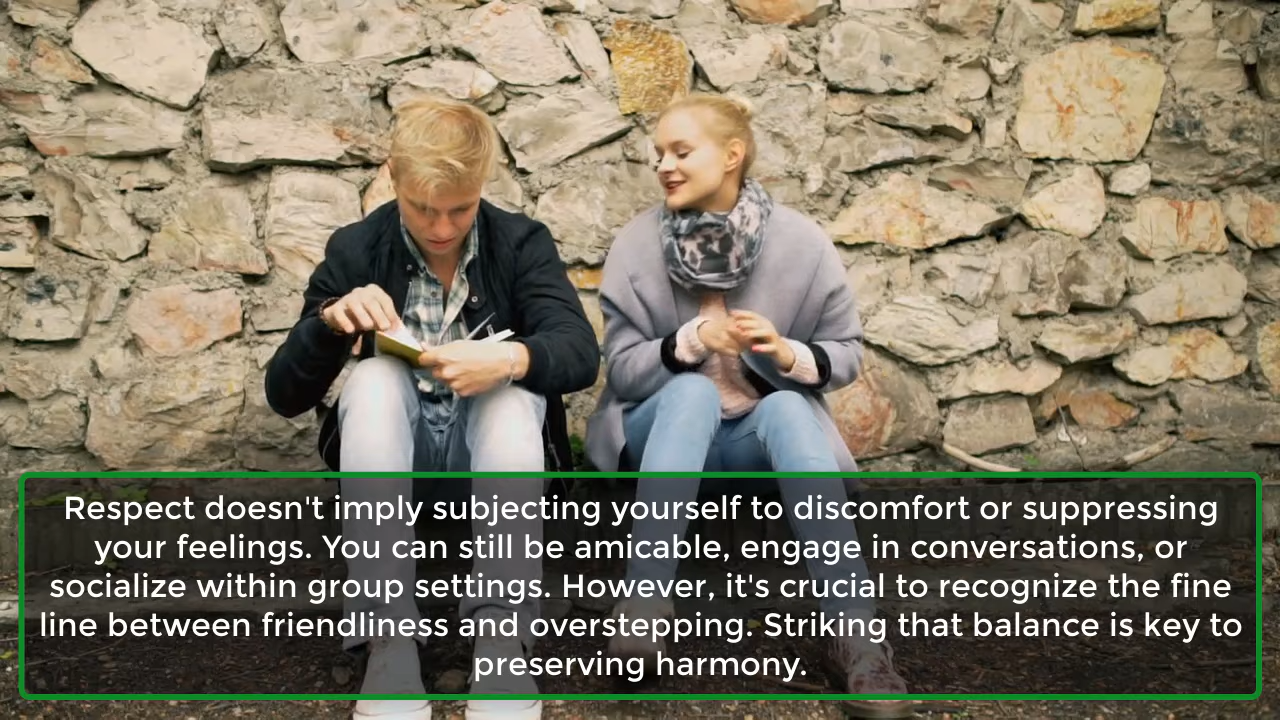 Respect doesn't imply subjecting yourself to discomfort or suppressing
your feelings. You can still be amicable, engage in conversations, or
socialize within group settings. However, it's crucial to recognize the fine
line between friendliness and overstepping. Striking that balance is key to
preserving harmony.